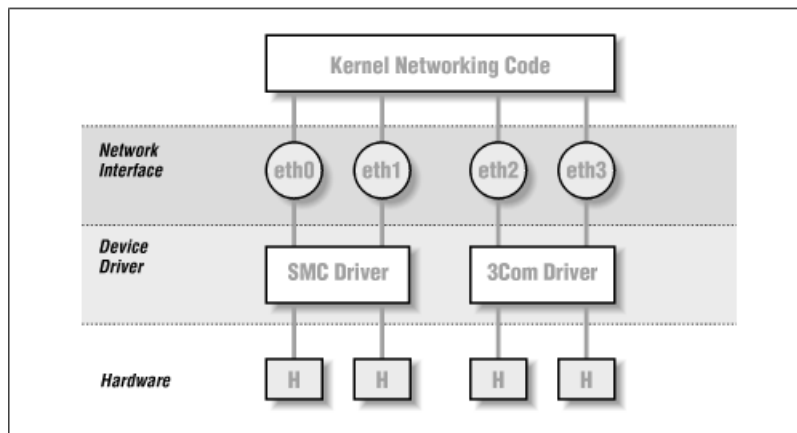 Kernel Networking Code
Network
Interface
eth0 eth1 eth2 eth3
Device
Driver
SMC Driver 3Com Driver
Hardware
H H H H